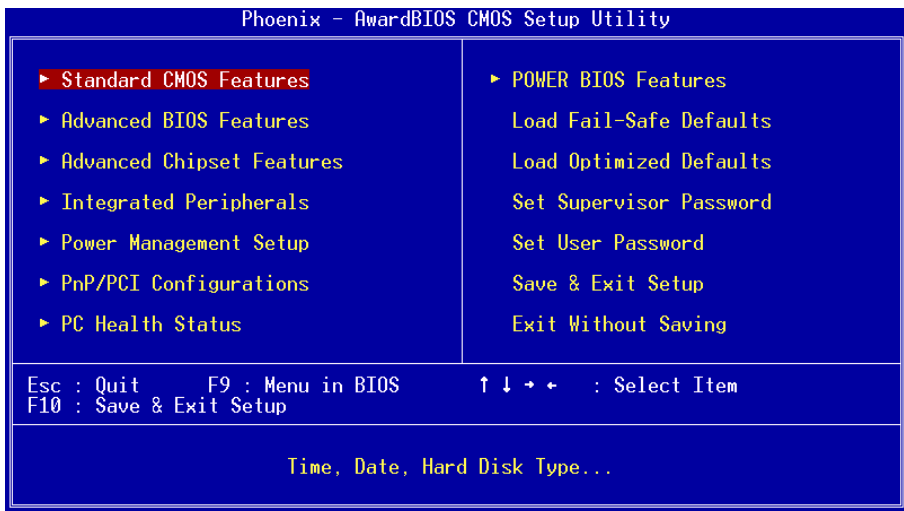 Phoenix - AwardBIOS CMOS Setup Utility
► Standard CMOS Features
► Advanced BIOS Features
► Advanced Chipset Features
► Integrated Peripherals
► Power Management Setup
► PnP/PCI Configurations
► PC Health Status
► POWER BIOS Features
Load Fail-Safe Defaults
Load Optimized Defaults
Set Supervisor Password
Set User Password
Save & Exit Setup
Exit Without Saving
Esc : Quit F9 : Menu in BIOS ↑ ↓ → ← : Select Item
F10 : Save & Exit Setup
Time, Date, Hard Disk Type...